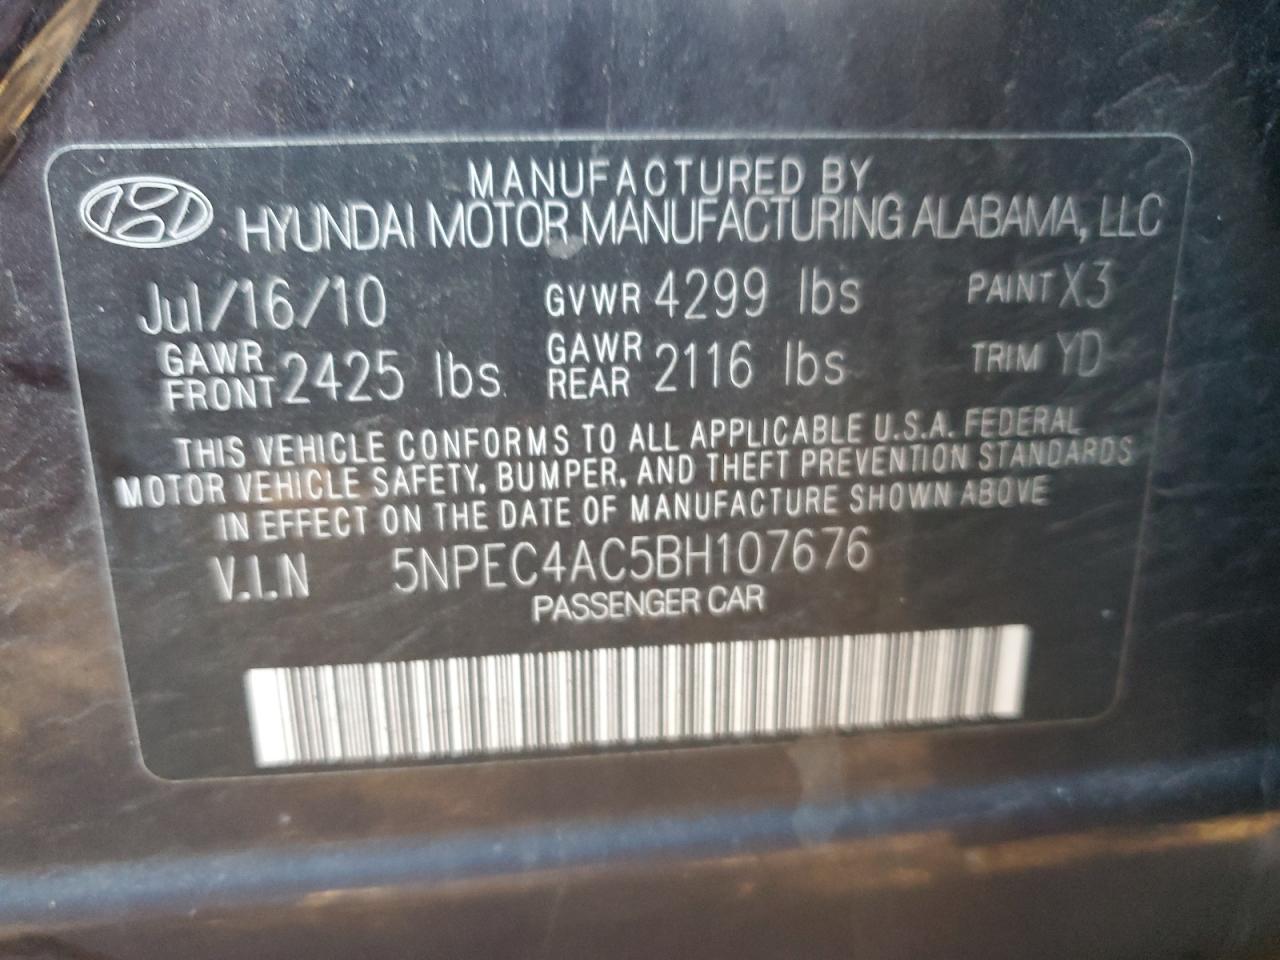 MANUFACTURED BY
HYUNDAI MOTOR MANUFACTURING ALABAMA, LLC
Jul/16/10 GVWR 4299 lbs PAINT X3
GAWR FRONT 2425 lbs GAWR REAR 2116 lbs TRIM YD
THIS VEHICLE CONFORMS TO ALL APPLICABLE U.S.A. FEDERAL
MOTOR VEHICLE SAFETY, BUMPER, AND THEFT PREVENTION STANDARDS
IN EFFECT ON THE DATE OF MANUFACTURE SHOWN ABOVE
V.I.N 5NPEC4AC5BH107676
PASSENGER CAR